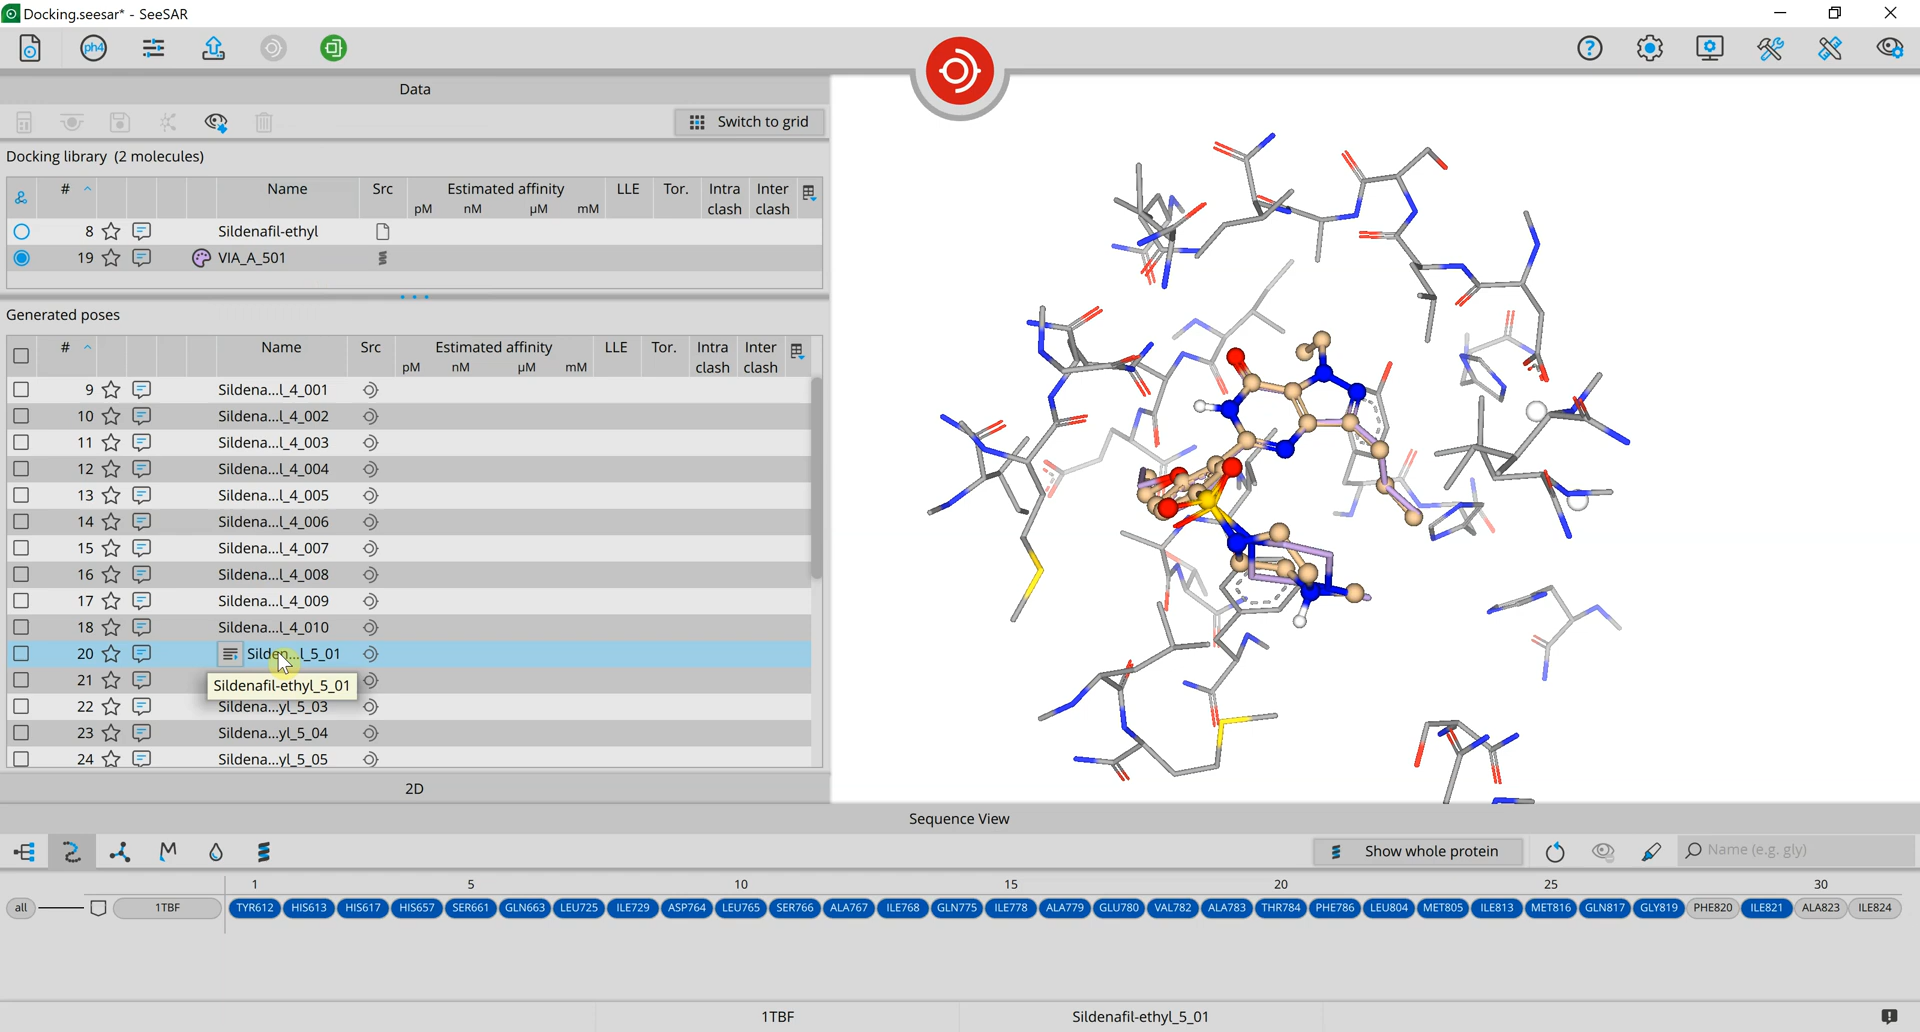 Docking.seesar* - SeeSAR
ph4
Data
Switch to grid
Docking library (2 molecules)
# Name Src Estimated affinity LLE Tor. Intra clash Inter clash
pM nM µM mM
8 Sildenafil-ethyl
19 VIA_A_501
Generated poses
# Name Src Estimated affinity LLE Tor. Intra clash Inter clash
pM nM µM mM
9 Sildena...l_4_001
10 Sildena...l_4_002
11 Sildena...l_4_003
12 Sildena...l_4_004
13 Sildena...l_4_005
14 Sildena...l_4_006
15 Sildena...l_4_007
16 Sildena...l_4_008
17 Sildena...l_4_009
18 Sildena...l_4_010
20 Silden...l_5_01
21 Sildenafil-ethyl_5_01
22 Sildena...yl_5_03
23 Sildena...yl_5_04
24 Sildena...yl_5_05
2D
Sequence View
Show whole protein
Name (e.g. gly)
1 5 10 15 20 25 30
all 1TBF TYR612 HIS613 HIS617 HIS657 SER661 GLN663 LEU725 ILE729 ASP764 LEU765 SER766 ALA767 ILE768 GLN775 ILE778 ALA779 GLU780 VAL782 ALA783 THR784 PHE786 LEU804 MET805 ILE813 MET816 GLN817 GLY819 PHE820 ILE821 ALA823 ILE824
1TBF Sildenafil-ethyl_5_01